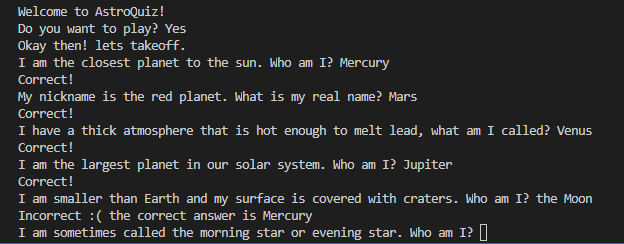 Welcome to AstroQuiz!
Do you want to play? Yes
Okay then! lets takeoff.
I am the closest planet to the sun. Who am I? Mercury
Correct!
My nickname is the red planet. What is my real name? Mars
Correct!
I have a thick atmosphere that is hot enough to melt lead, what am I called? Venus
Correct!
I am the largest planet in our solar system. Who am I? Jupiter
Correct!
I am smaller than Earth and my surface is covered with craters. Who am I? the Moon
Incorrect :( the correct answer is Mercury
I am sometimes called the morning star or evening star. Who am I?